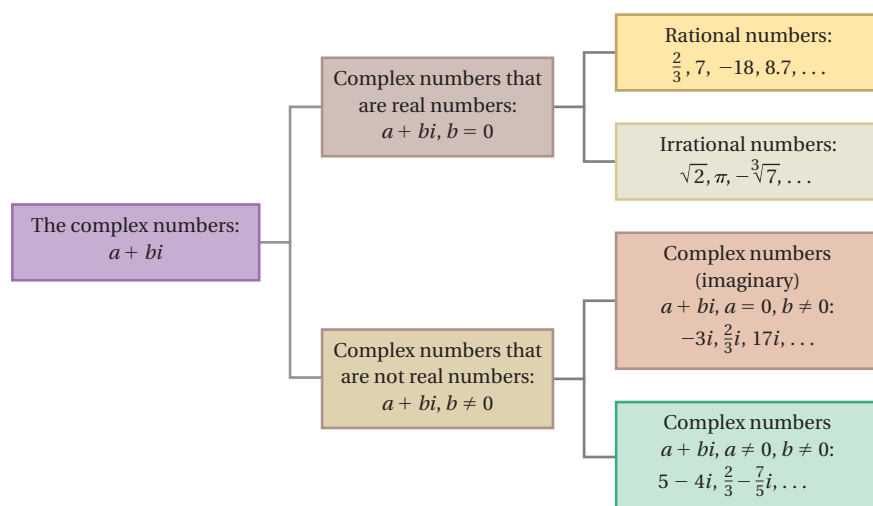 The complex numbers:
a + bi
Complex numbers that
are real numbers:
a + bi, b = 0
Complex numbers that
are not real numbers:
a + bi, b ≠ 0
Rational numbers:
2/3, 7, −18, 8.7, . . .
Irrational numbers:
√2, π, −∛7, . . .
Complex numbers
(imaginary)
a + bi, a = 0, b ≠ 0:
−3i, 2/3 i, 17i, . . .
Complex numbers
a + bi, a ≠ 0, b ≠ 0:
5 − 4i, 2/3 − 7/5 i, . . .